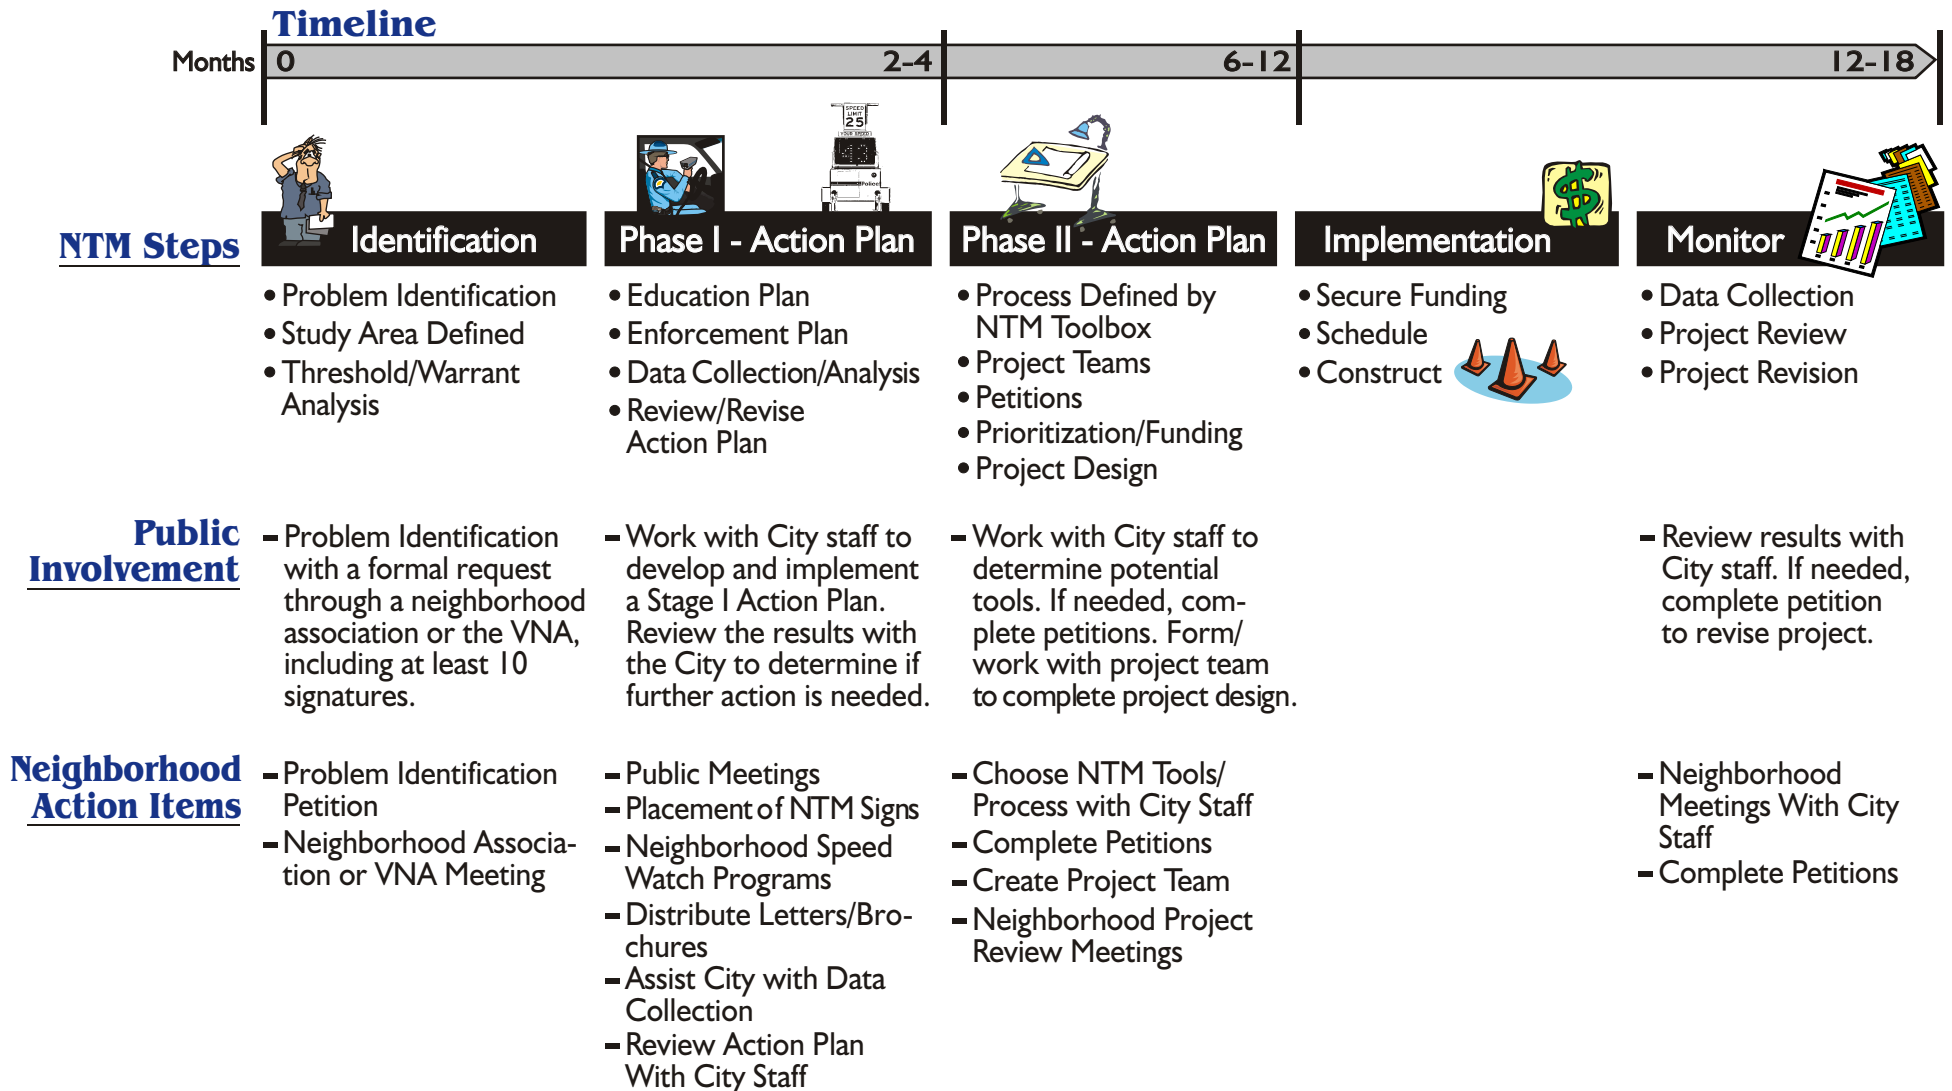 Timeline
Months 0 2-4 6-12 12-18
SPEED
LIMIT
25
YOUR SPEED
43
Police
NTM Steps
Identification
• Problem Identification
• Study Area Defined
• Threshold/Warrant
Analysis
Phase I - Action Plan
• Education Plan
• Enforcement Plan
• Data Collection/Analysis
• Review/Revise
Action Plan
Phase II - Action Plan
• Process Defined by
NTM Toolbox
• Project Teams
• Petitions
• Prioritization/Funding
• Project Design
Implementation
• Secure Funding
• Schedule
• Construct
Monitor
• Data Collection
• Project Review
• Project Revision
Public
Involvement
– Problem Identification
with a formal request
through a neighborhood
association or the VNA,
including at least 10
signatures.
– Work with City staff to
develop and implement
a Stage I Action Plan.
Review the results with
the City to determine if
further action is needed.
– Work with City staff to
determine potential
tools. If needed, com-
plete petitions. Form/
work with project team
to complete project design.
– Review results with
City staff. If needed,
complete petition
to revise project.
Neighborhood
Action Items
– Problem Identification
Petition
– Neighborhood Associa-
tion or VNA Meeting
– Public Meetings
– Placement of NTM Signs
– Neighborhood Speed
Watch Programs
– Distribute Letters/Bro-
chures
– Assist City with Data
Collection
– Review Action Plan
With City Staff
– Choose NTM Tools/
Process with City Staff
– Complete Petitions
– Create Project Team
– Neighborhood Project
Review Meetings
– Neighborhood
Meetings With City
Staff
– Complete Petitions